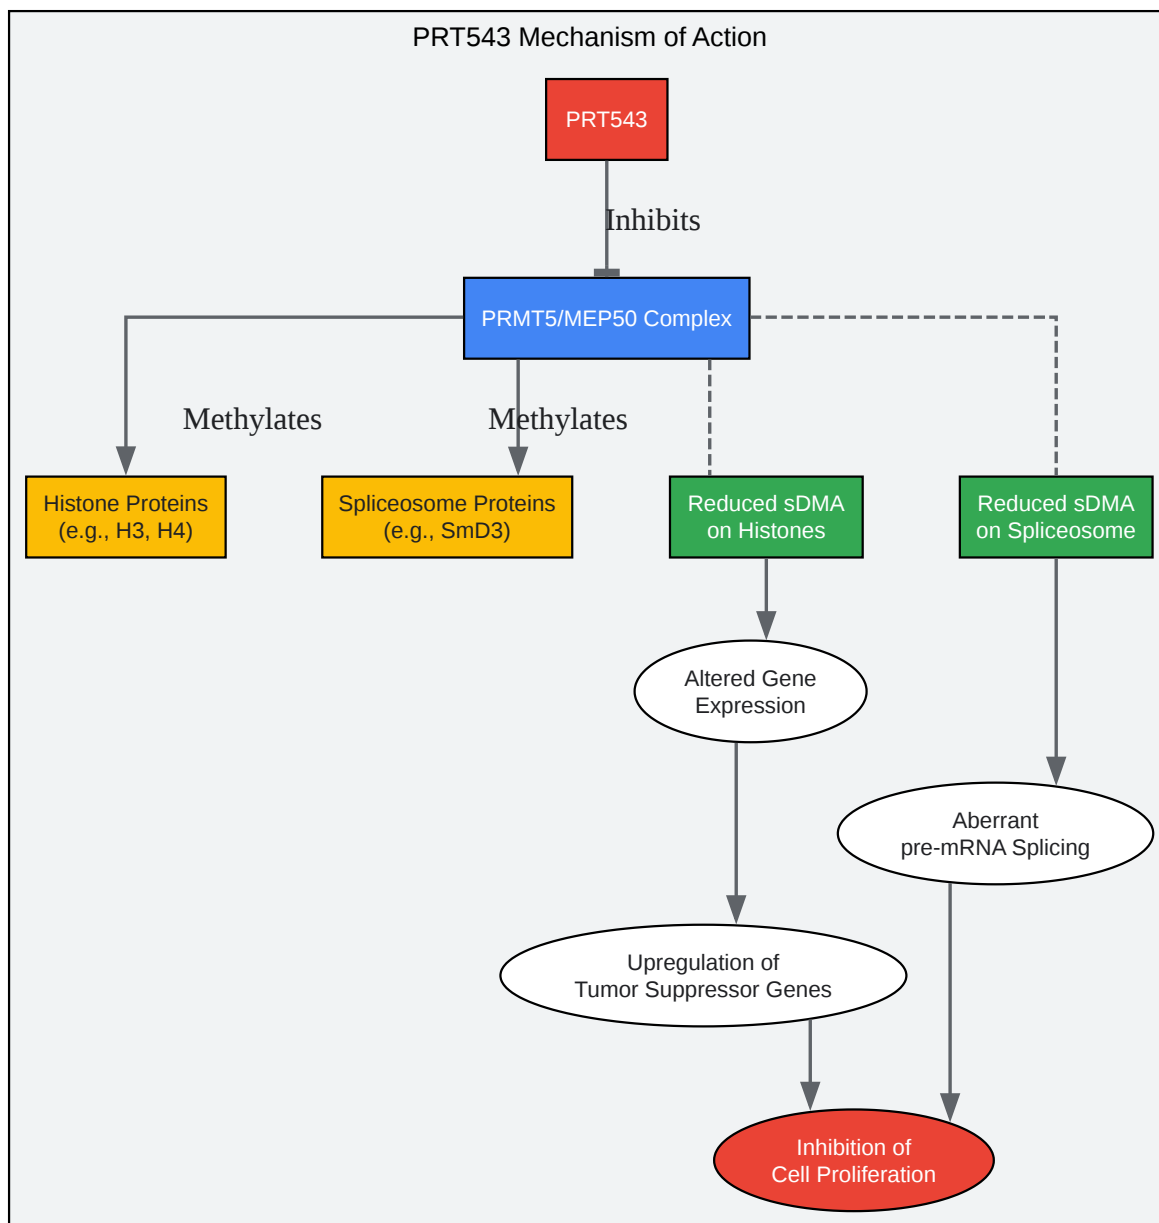 PRT543 Mechanism of Action
PRT543
Inhibits
PRMT5/MEP50 Complex
Methylates
Methylates
Histone Proteins
(e.g., H3, H4)
Spliceosome Proteins
(e.g., SmD3)
Reduced sDMA
on Histones
Reduced sDMA
on Spliceosome
Altered Gene
Expression
Aberrant
pre-mRNA Splicing
Upregulation of
Tumor Suppressor Genes
Inhibition of
Cell Proliferation